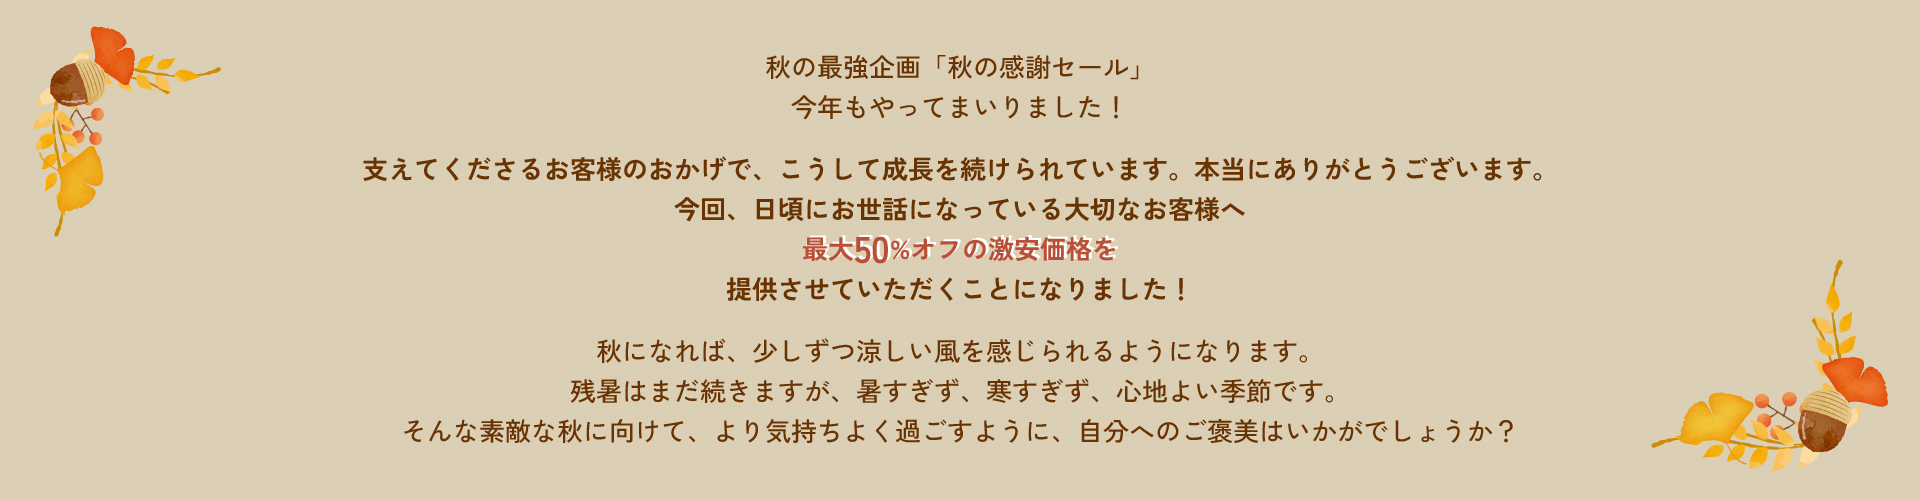 秋の最強企画「秋の感謝セール」
今年もやってまいりました！
支えてくださるお客様のおかげで、こうして成長を続けられています。本当にありがとうございます。
今回、日頃にお世話になっている大切なお客様へ
最大50%オフの激安価格を
提供させていただくことになりました！
秋になれば、少しずつ涼しい風を感じられるようになります。
残暑はまだ続きますが、暑すぎず、寒すぎず、心地よい季節です。
そんな素敵な秋に向けて、より気持ちよく過ごすように、自分へのご褒美はいかがでしょうか？